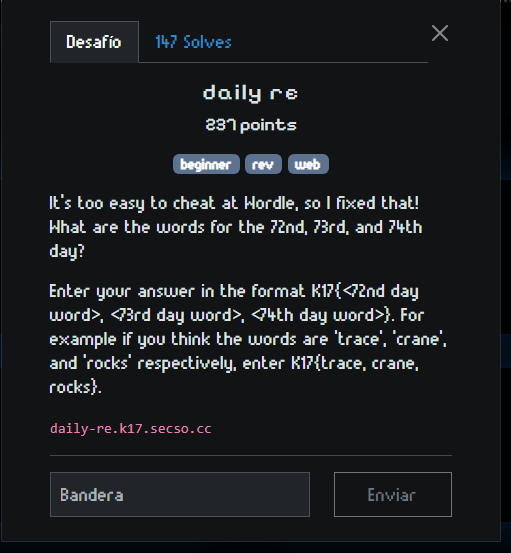 Desafío
147 Solves
daily re
237 points
beginner rev web
It's too easy to cheat at Wordle, so I fixed that!
What are the words for the 72nd, 73rd, and 74th
day?
Enter your answer in the format K17{<72nd day
word>, <73rd day word>, <74th day word>}. For
example if you think the words are 'trace', 'crane',
and 'rocks' respectively, enter K17{trace, crane,
rocks}.
daily-re.k17.secso.cc
Bandera
Enviar